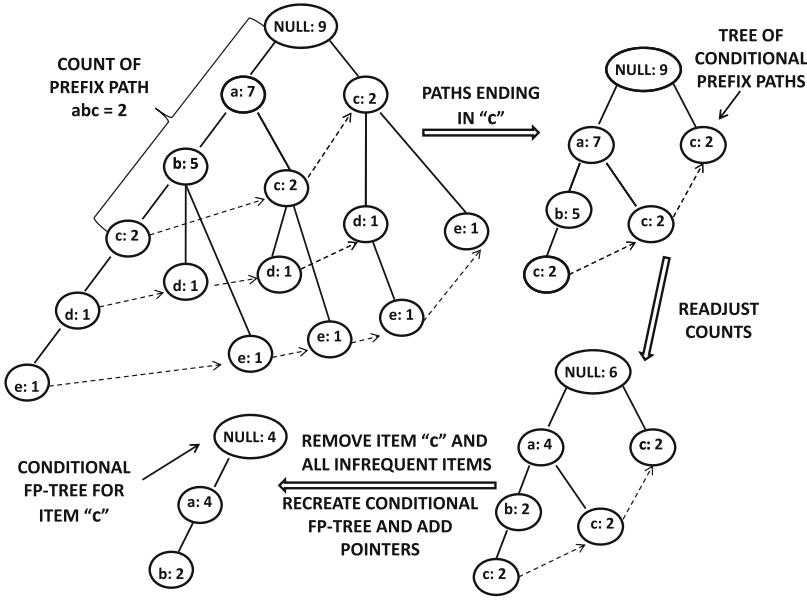 NULL: 9
COUNT OF
PREFIX PATH
abc = 2
a: 7
c: 2
b: 5
c: 2
c: 2
d: 1
e: 1
d: 1
d: 1
d: 1
e: 1
e: 1
e: 1
e: 1
PATHS ENDING
IN “c”
TREE OF
CONDITIONAL
PREFIX PATHS
NULL: 9
a: 7
c: 2
b: 5
c: 2
c: 2
READJUST
COUNTS
NULL: 6
a: 4
c: 2
b: 2
c: 2
c: 2
REMOVE ITEM “c” AND
ALL INFREQUENT ITEMS
RECREATE CONDITIONAL
FP-TREE AND ADD
POINTERS
NULL: 4
CONDITIONAL
FP-TREE FOR
ITEM “c”
a: 4
b: 2